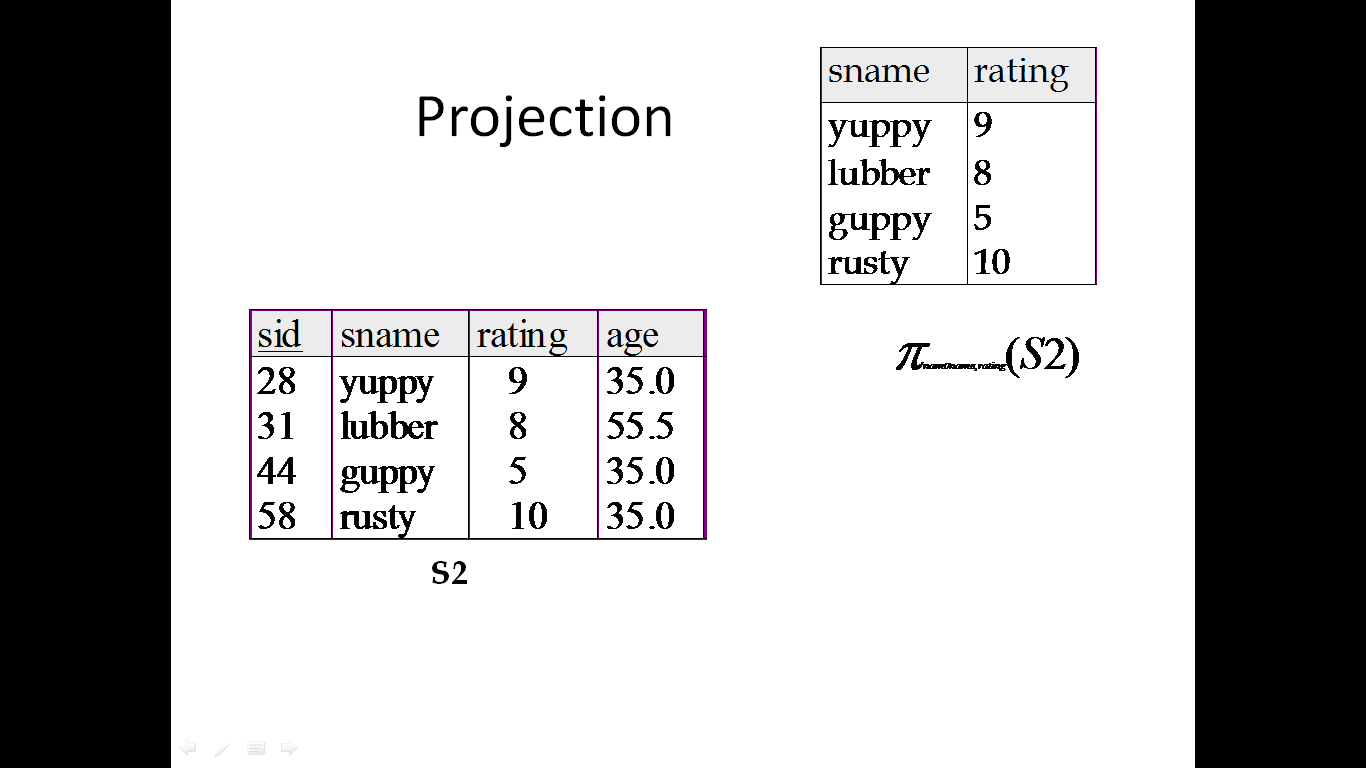 Projection
sname rating
yuppy 9
lubber 8
guppy 5
rusty 10
π (S2)
sid sname rating age
28 yuppy 9 35.0
31 lubber 8 55.5
44 guppy 5 35.0
58 rusty 10 35.0
S2